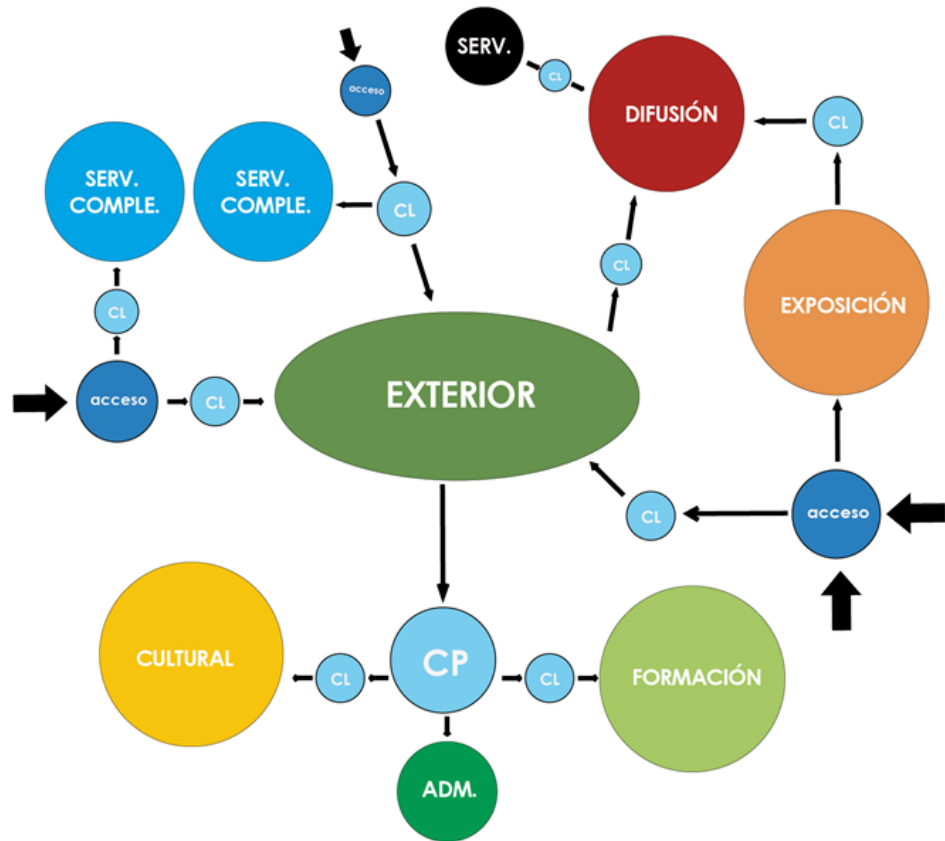 SERV.
CL
DIFUSIÓN
acceso
CL
SERV.
COMPLE.
SERV.
COMPLE.
CL
CL
EXPOSICIÓN
CL
EXTERIOR
acceso
CL
CL
acceso
CULTURAL
CL
CP
CL
FORMACIÓN
ADM.